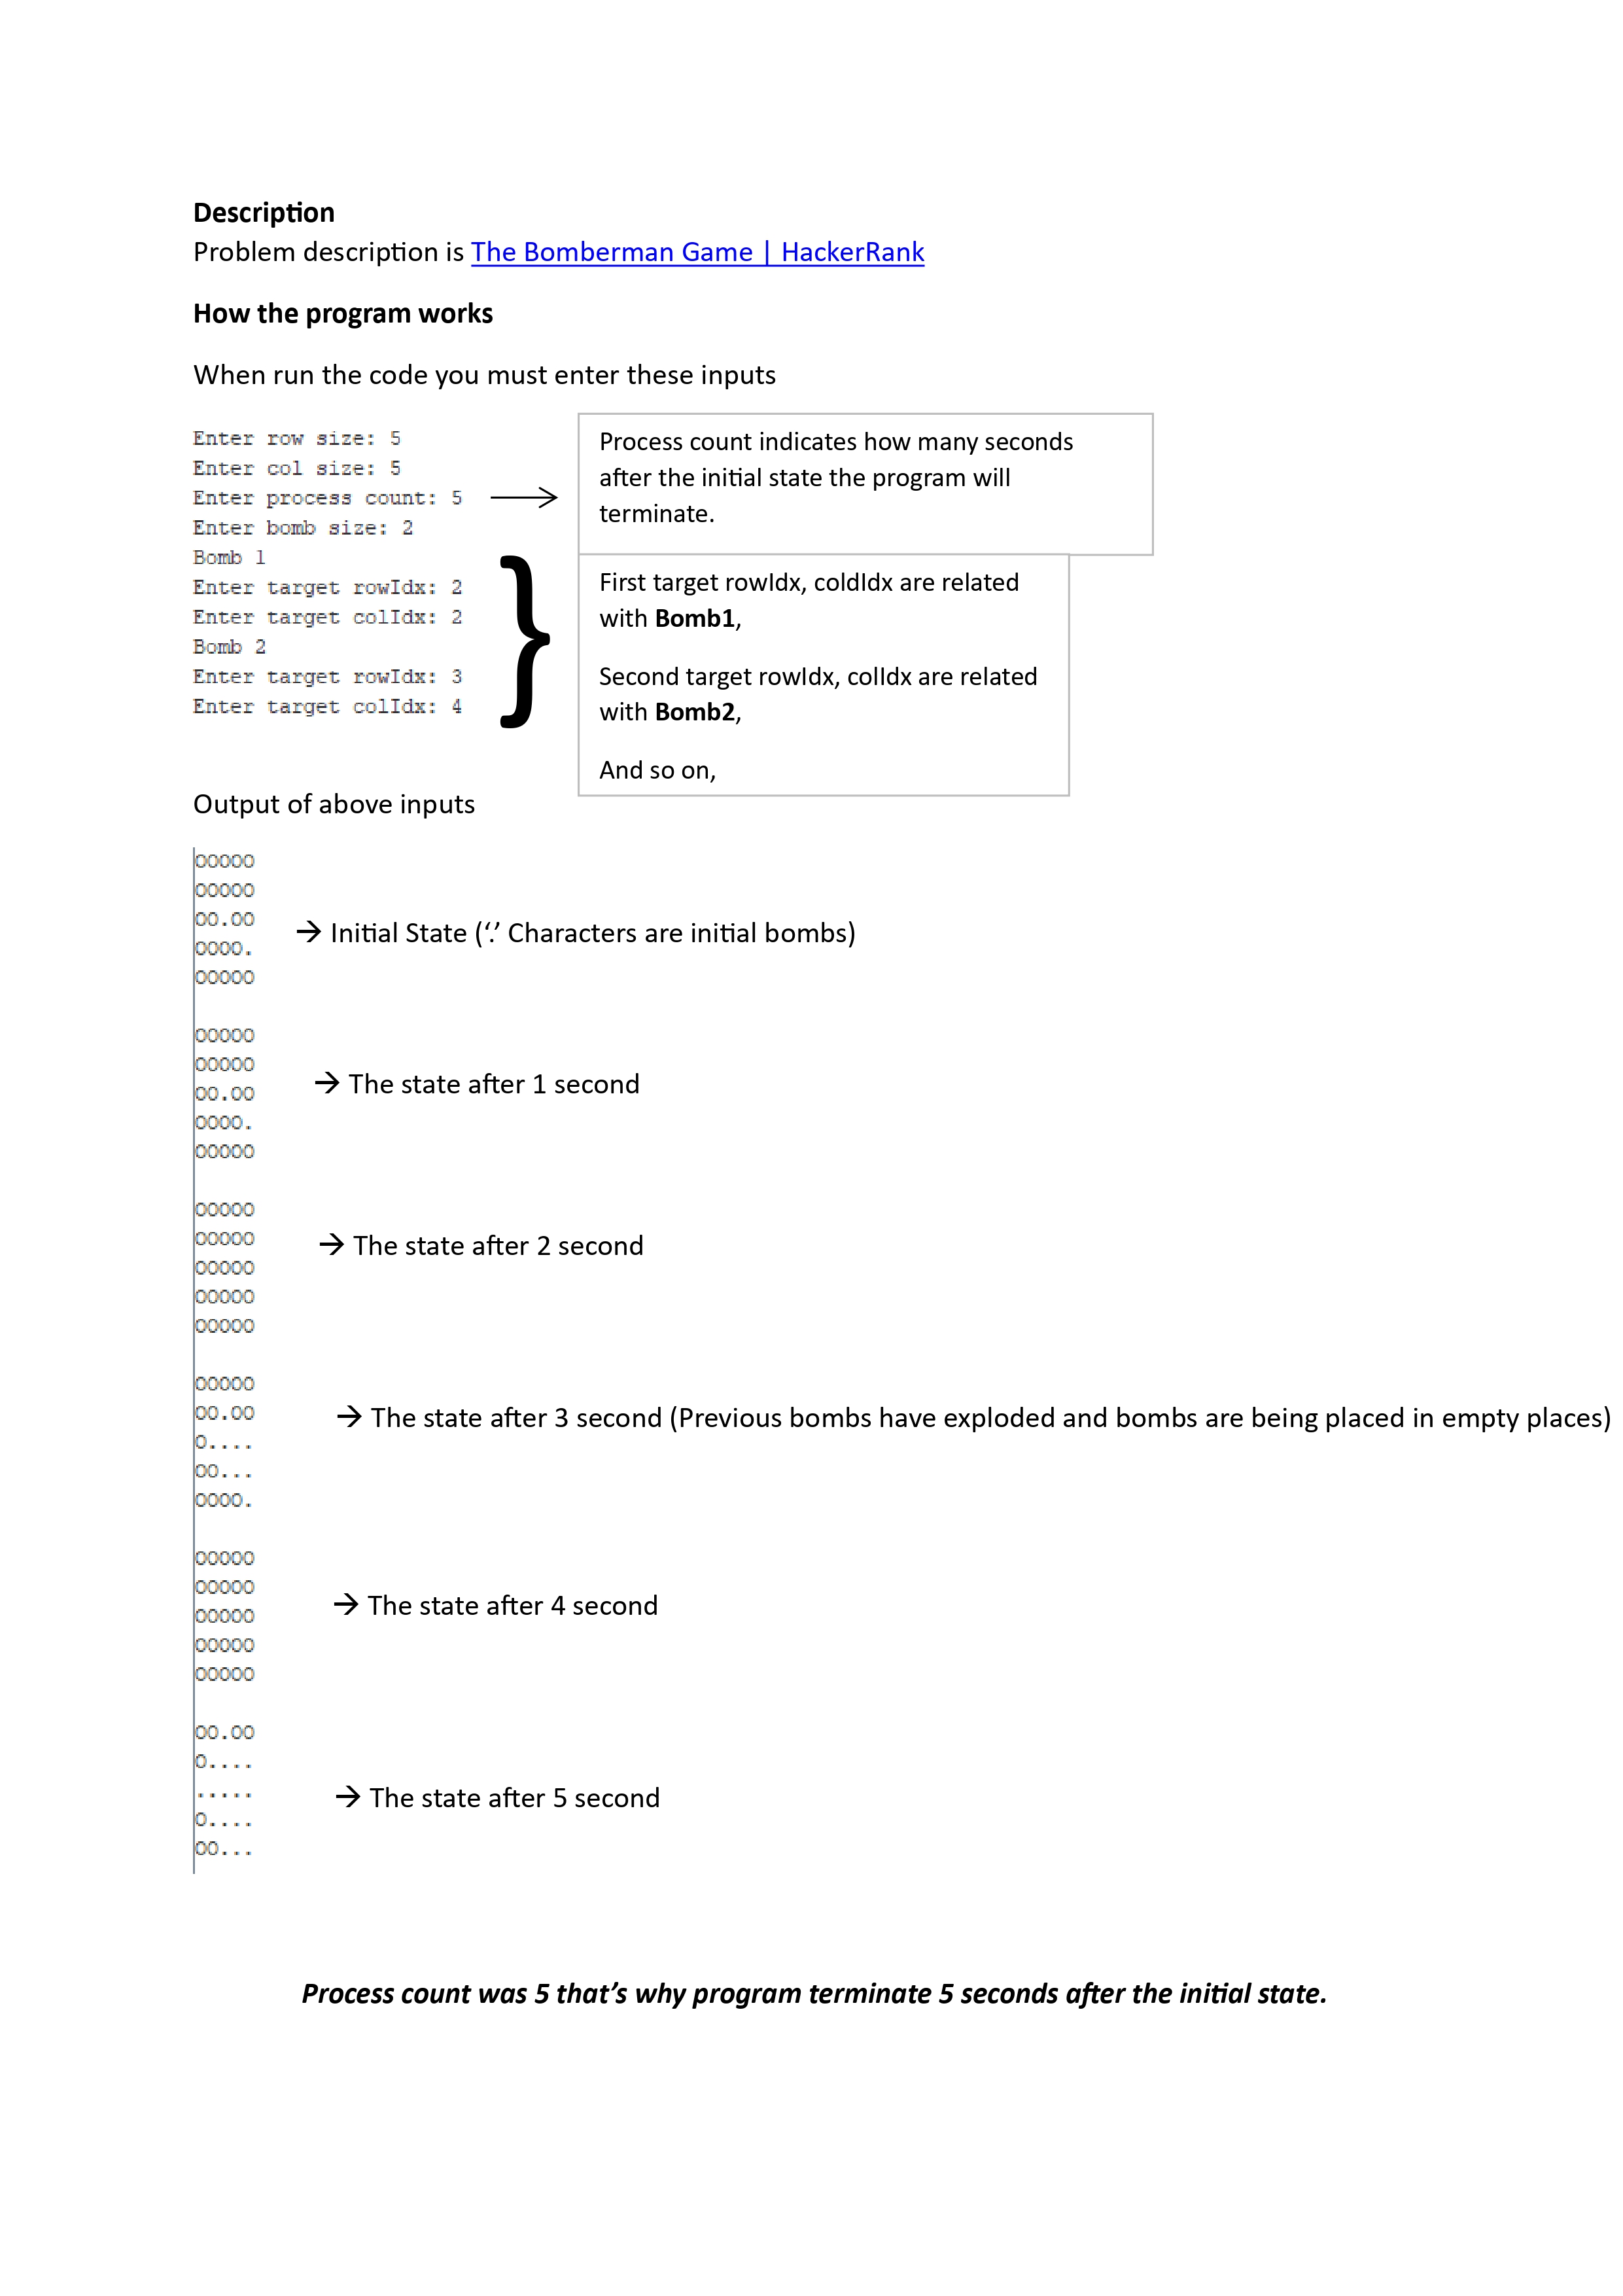 Description
Problem description is The Bomberman Game | HackerRank
How the program works
When run the code you must enter these inputs
Enter row size: 5
Enter col size: 5
Enter process count: 5
Enter bomb size: 2
Bomb 1
Enter target rowIdx: 2
Enter target colIdx: 2
Bomb 2
Enter target rowIdx: 3
Enter target colIdx: 4
Process count indicates how many seconds
after the initial state the program will
terminate.
First target rowIdx, coldIdx are related
with Bomb1,
Second target rowIdx, colIdx are related
with Bomb2,
And so on,
Output of above inputs
OOOOO
OOOOO
OO.OO
OOOO.
OOOOO
→ Initial State (‘.’ Characters are initial bombs)
OOOOO
OOOOO
OO.OO
OOOO.
OOOOO
→ The state after 1 second
OOOOO
OOOOO
OOOOO
OOOOO
OOOOO
→ The state after 2 second
OOOOO
OO.OO
O....
OO...
OOOO.
→ The state after 3 second (Previous bombs have exploded and bombs are being placed in empty places)
OOOOO
OOOOO
OOOOO
OOOOO
OOOOO
→ The state after 4 second
OO.OO
O....
.....
O....
OO...
→ The state after 5 second
Process count was 5 that’s why program terminate 5 seconds after the initial state.